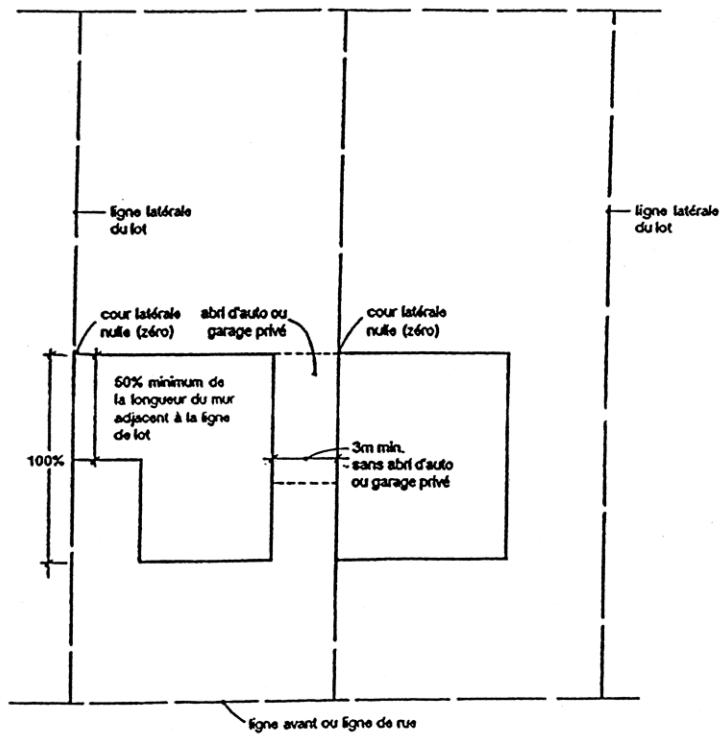 ligne latérale
du lot
ligne latérale
du lot
cour latérale
nulle (zéro)
abri d'auto ou
garage privé
cour latérale
nulle (zéro)
50% minimum de
la longueur du mur
adjacent à la ligne
de lot
100%
3m min.
sans abri d'auto
ou garage privé
ligne avant ou ligne de rue